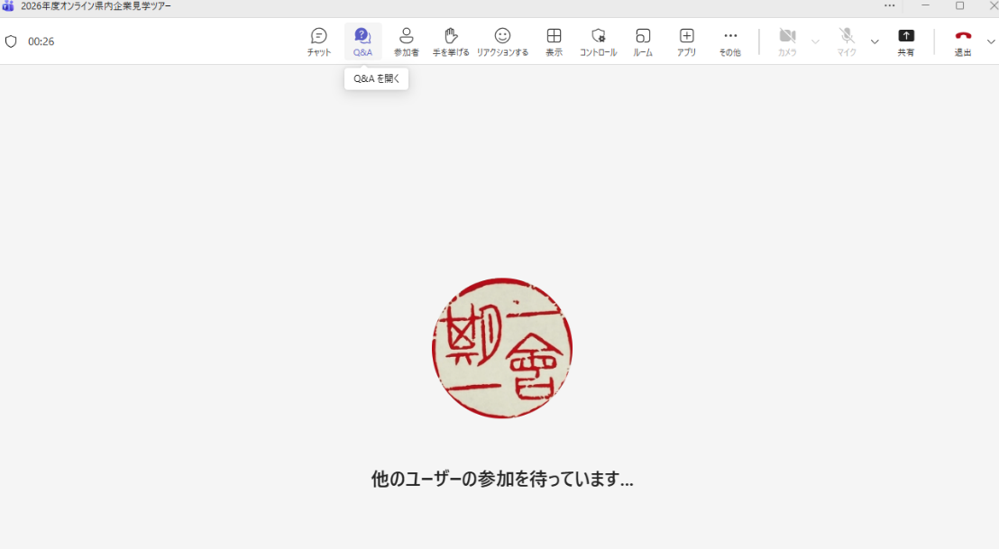 2026年度オンライン県内企業見学ツアー
00:26
チャット
Q&A
参加者
手を挙げる
リアクションする
表示
コントロール
ルーム
アプリ
その他
カメラ
マイク
共有
退出
Q&A を開く
一期一會
他のユーザーの参加を待っています...